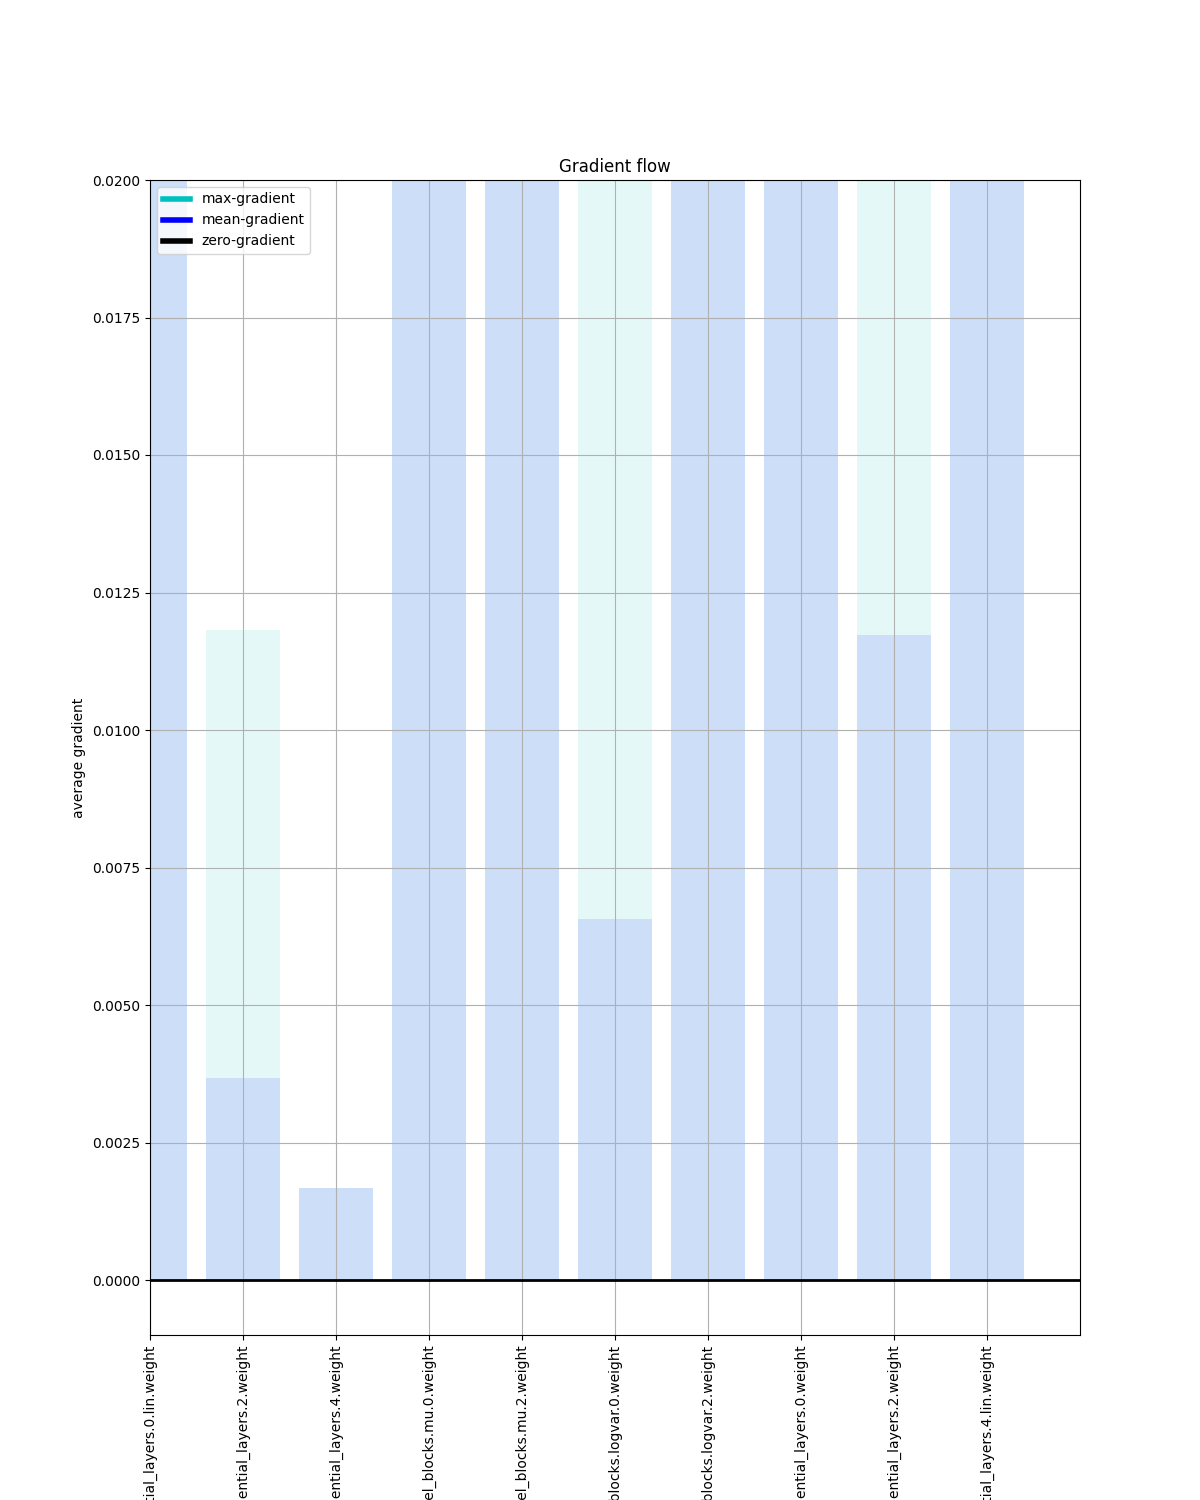 Gradient flow
max-gradient
mean-gradient
zero-gradient
0.0200
0.0175
0.0150
0.0125
0.0100
0.0075
0.0050
0.0025
0.0000
average gradient
tial_layers.0.lin.weight
ential_layers.2.weight
ential_layers.4.weight
el_blocks.mu.0.weight
el_blocks.mu.2.weight
blocks.logvar.0.weight
blocks.logvar.2.weight
ential_layers.0.weight
ential_layers.2.weight
tial_layers.4.lin.weight